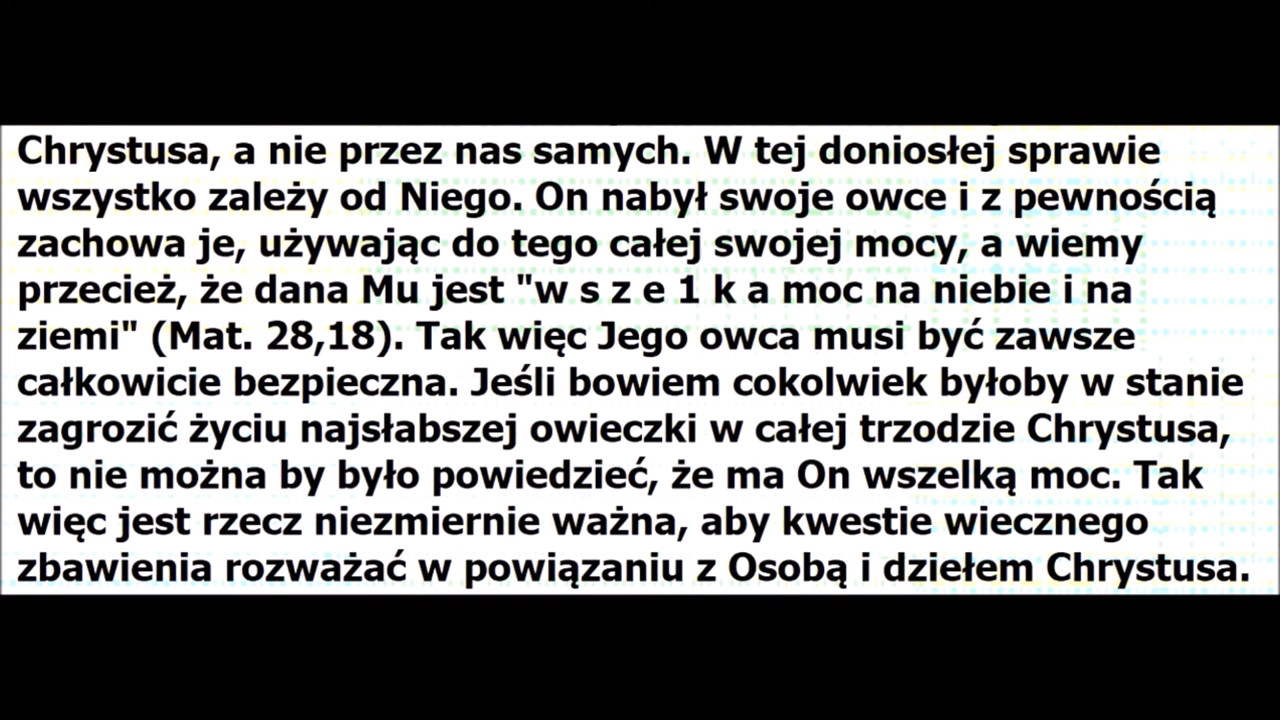 Chrystusa, a nie przez nas samych. W tej doniosłej sprawie
wszystko zależy od Niego. On nabył swoje owce i z pewnością
zachowa je, używając do tego całej swojej mocy, a wiemy
przecież, że dana Mu jest "w s z e 1 k a moc na niebie i na
ziemi" (Mat. 28,18). Tak więc Jego owca musi być zawsze
całkowicie bezpieczna. Jeśli bowiem cokolwiek byłoby w stanie
zagrozić życiu najsłabszej owieczki w całej trzodzie Chrystusa,
to nie można by było powiedzieć, że ma On wszelką moc. Tak
więc jest rzecz niezmiernie ważna, aby kwestie wiecznego
zbawienia rozważać w powiązaniu z Osobą i dziełem Chrystusa.